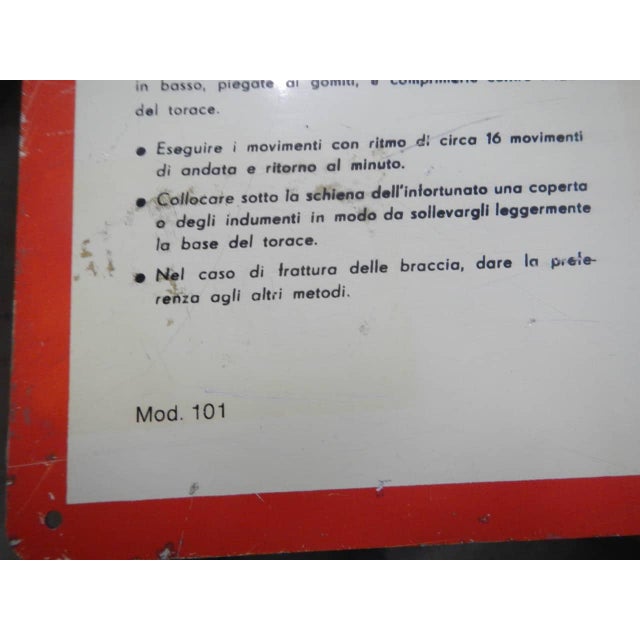 in basso, piegate ai gomiti, e comprimerle contro
del torace.
● Eseguire i movimenti con ritmo di circa 16 movimenti
di andata e ritorno al minuto.
● Collocare sotto la schiena dell'infortunato una coperta
o degli indumenti in modo da sollevargli leggermente
la base del torace.
● Nel caso di frattura delle braccia, dare la prefe-
renza agli altri metodi.
Mod. 101